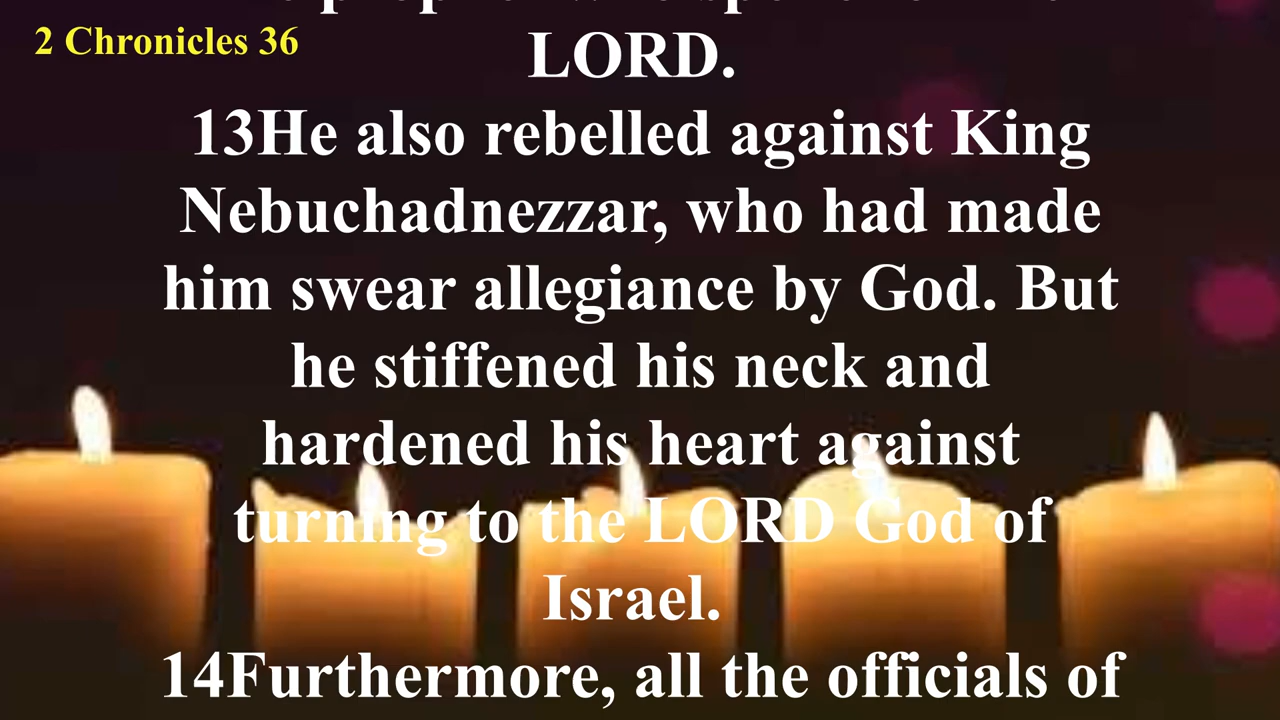 2 Chronicles 36
LORD.
13He also rebelled against King
Nebuchadnezzar, who had made
him swear allegiance by God. But
he stiffened his neck and
hardened his heart against
turning to the LORD God of
Israel.
14Furthermore, all the officials of